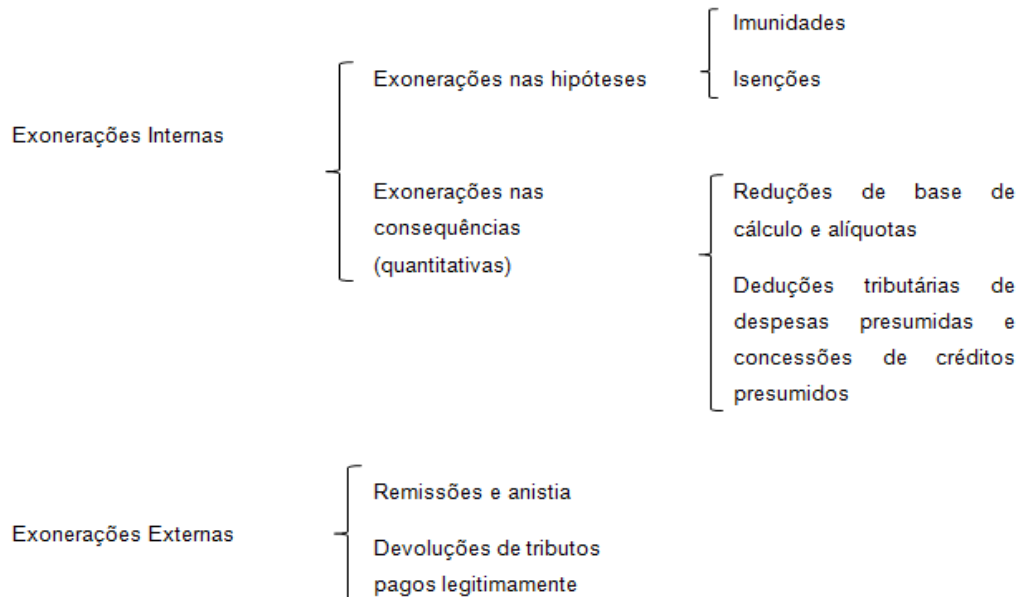 Imunidades
Exonerações nas hipóteses
Isenções
Exonerações Internas
Exonerações nas
consequências
(quantitativas)
Reduções de base de
cálculo e alíquotas
Deduções tributárias de
despesas presumidas e
concessões de créditos
presumidos
Exonerações Externas
Remissões e anistia
Devoluções de tributos
pagos legitimamente